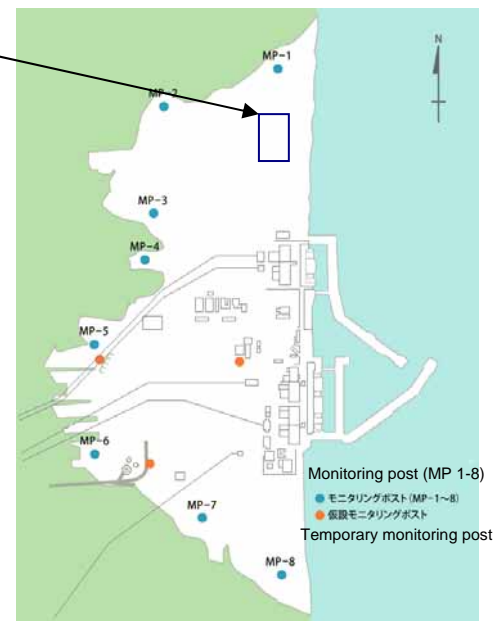 N
MP-1
MP-2
MP-3
MP-4
MP-5
MP-6
MP-7
MP-8
Monitoring post (MP 1-8)
モニタリングポスト(MP-1~8)
仮設モニタリングポスト
Temporary monitoring post